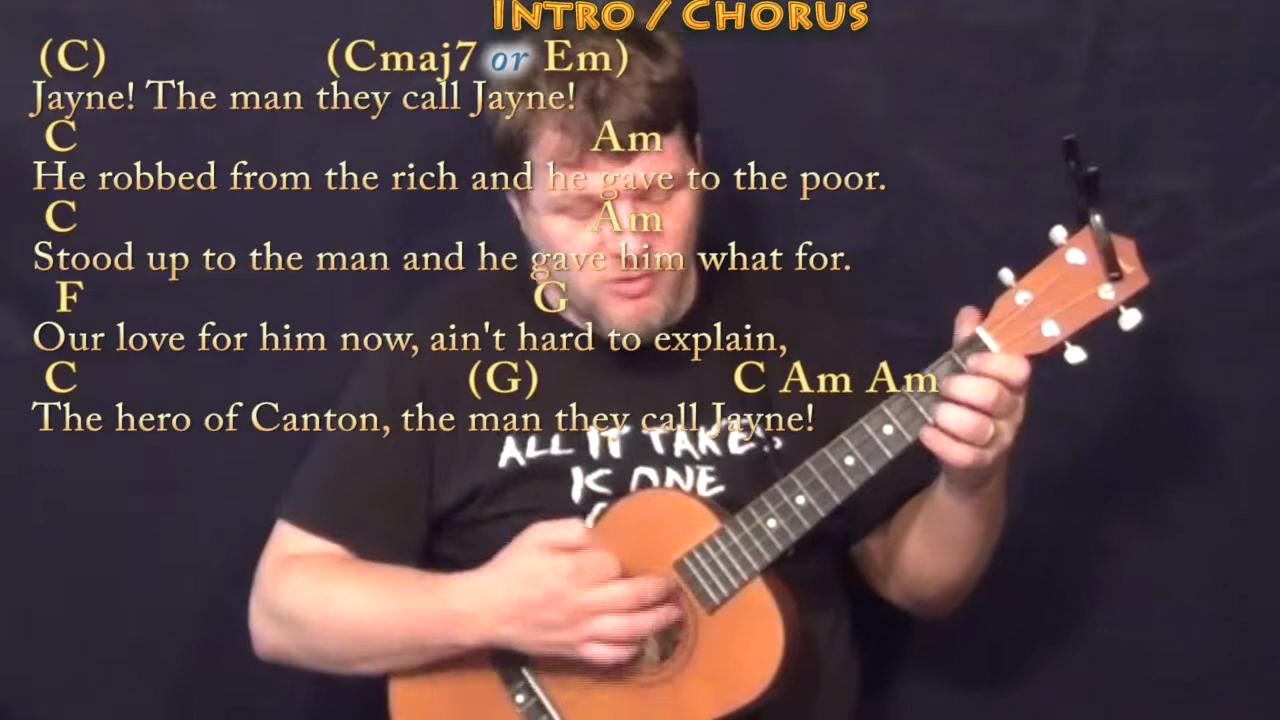 INTRO / CHORUS
(C) (Cmaj7 or Em)
Jayne! The man they call Jayne!
C Am
He robbed from the rich and he gave to the poor.
C Am
Stood up to the man and he gave him what for.
F G
Our love for him now, ain't hard to explain,
C (G) C Am Am
The hero of Canton, the man they call Jayne!
ALL IT TAKES
IS ONE